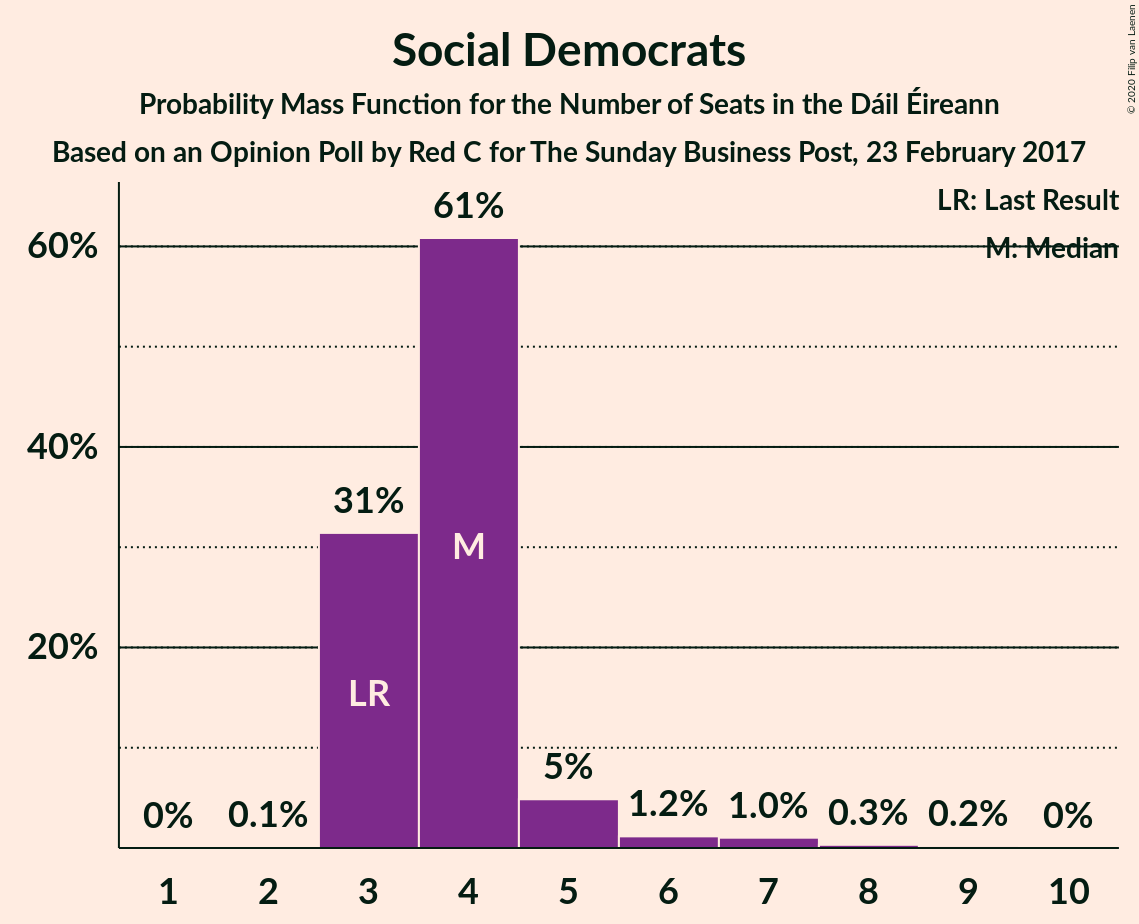 Social Democrats
Probability Mass Function for the Number of Seats in the Dáil Éireann
Based on an Opinion Poll by Red C for The Sunday Business Post, 23 February 2017
© 2020 Filip van Laenen
LR: Last Result
M: Median
60%
40%
20%
0%
0.1%
31%
61%
5%
1.2%
1.0%
0.3%
0.2%
0%
LR
M
1 2 3 4 5 6 7 8 9 10